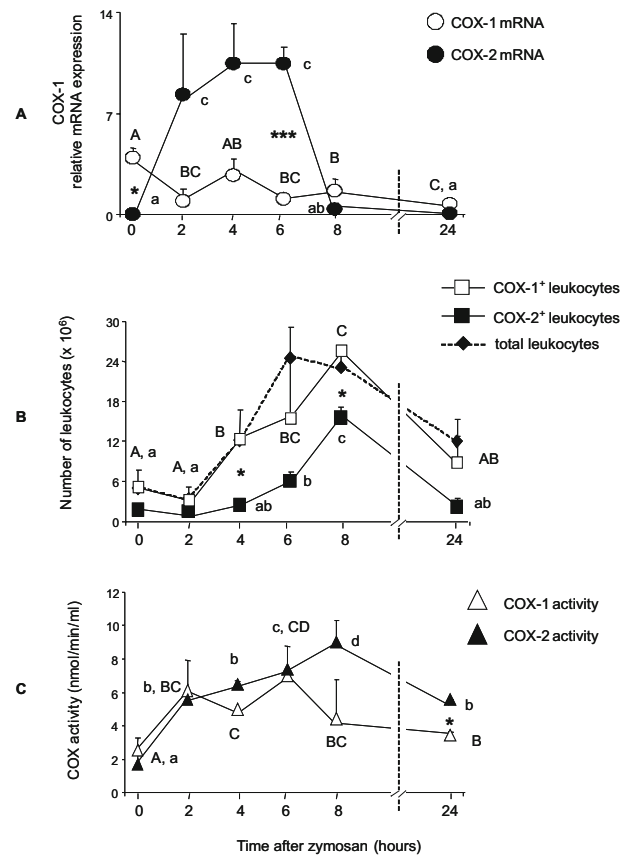 14
COX-1 mRNA
COX-2 mRNA
A
COX-1
relative mRNA expression
7
0
A
*
a
c
c
c
***
BC
AB
BC
B
ab
C, a
0 2 4 6 8 24
COX-1+ leukocytes
COX-2+ leukocytes
total leukocytes
B
Number of leukocytes (x 10⁶)
30
24
18
12
6
0
A, a
A, a
B
*
ab
BC
b
C
*
c
AB
ab
0 2 4 6 8 24
C
COX activity (nmol/min/ml)
12
10
8
6
4
2
0
COX-1 activity
COX-2 activity
A, a
b, BC
b
C
c, CD
d
BC
b
*
B
0 2 4 6 8 24
Time after zymosan (hours)